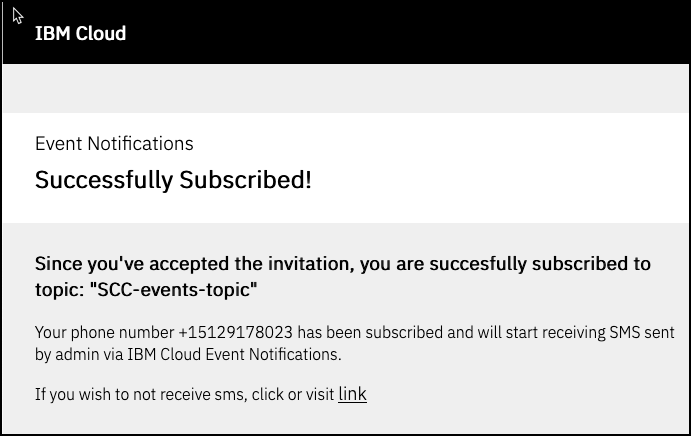 IBM Cloud
Event Notifications
Successfully Subscribed!
Since you've accepted the invitation, you are succesfully subscribed to
topic: "SCC-events-topic"
Your phone number +15129178023 has been subscribed and will start receiving SMS sent
by admin via IBM Cloud Event Notifications.
If you wish to not receive sms, click or visit link